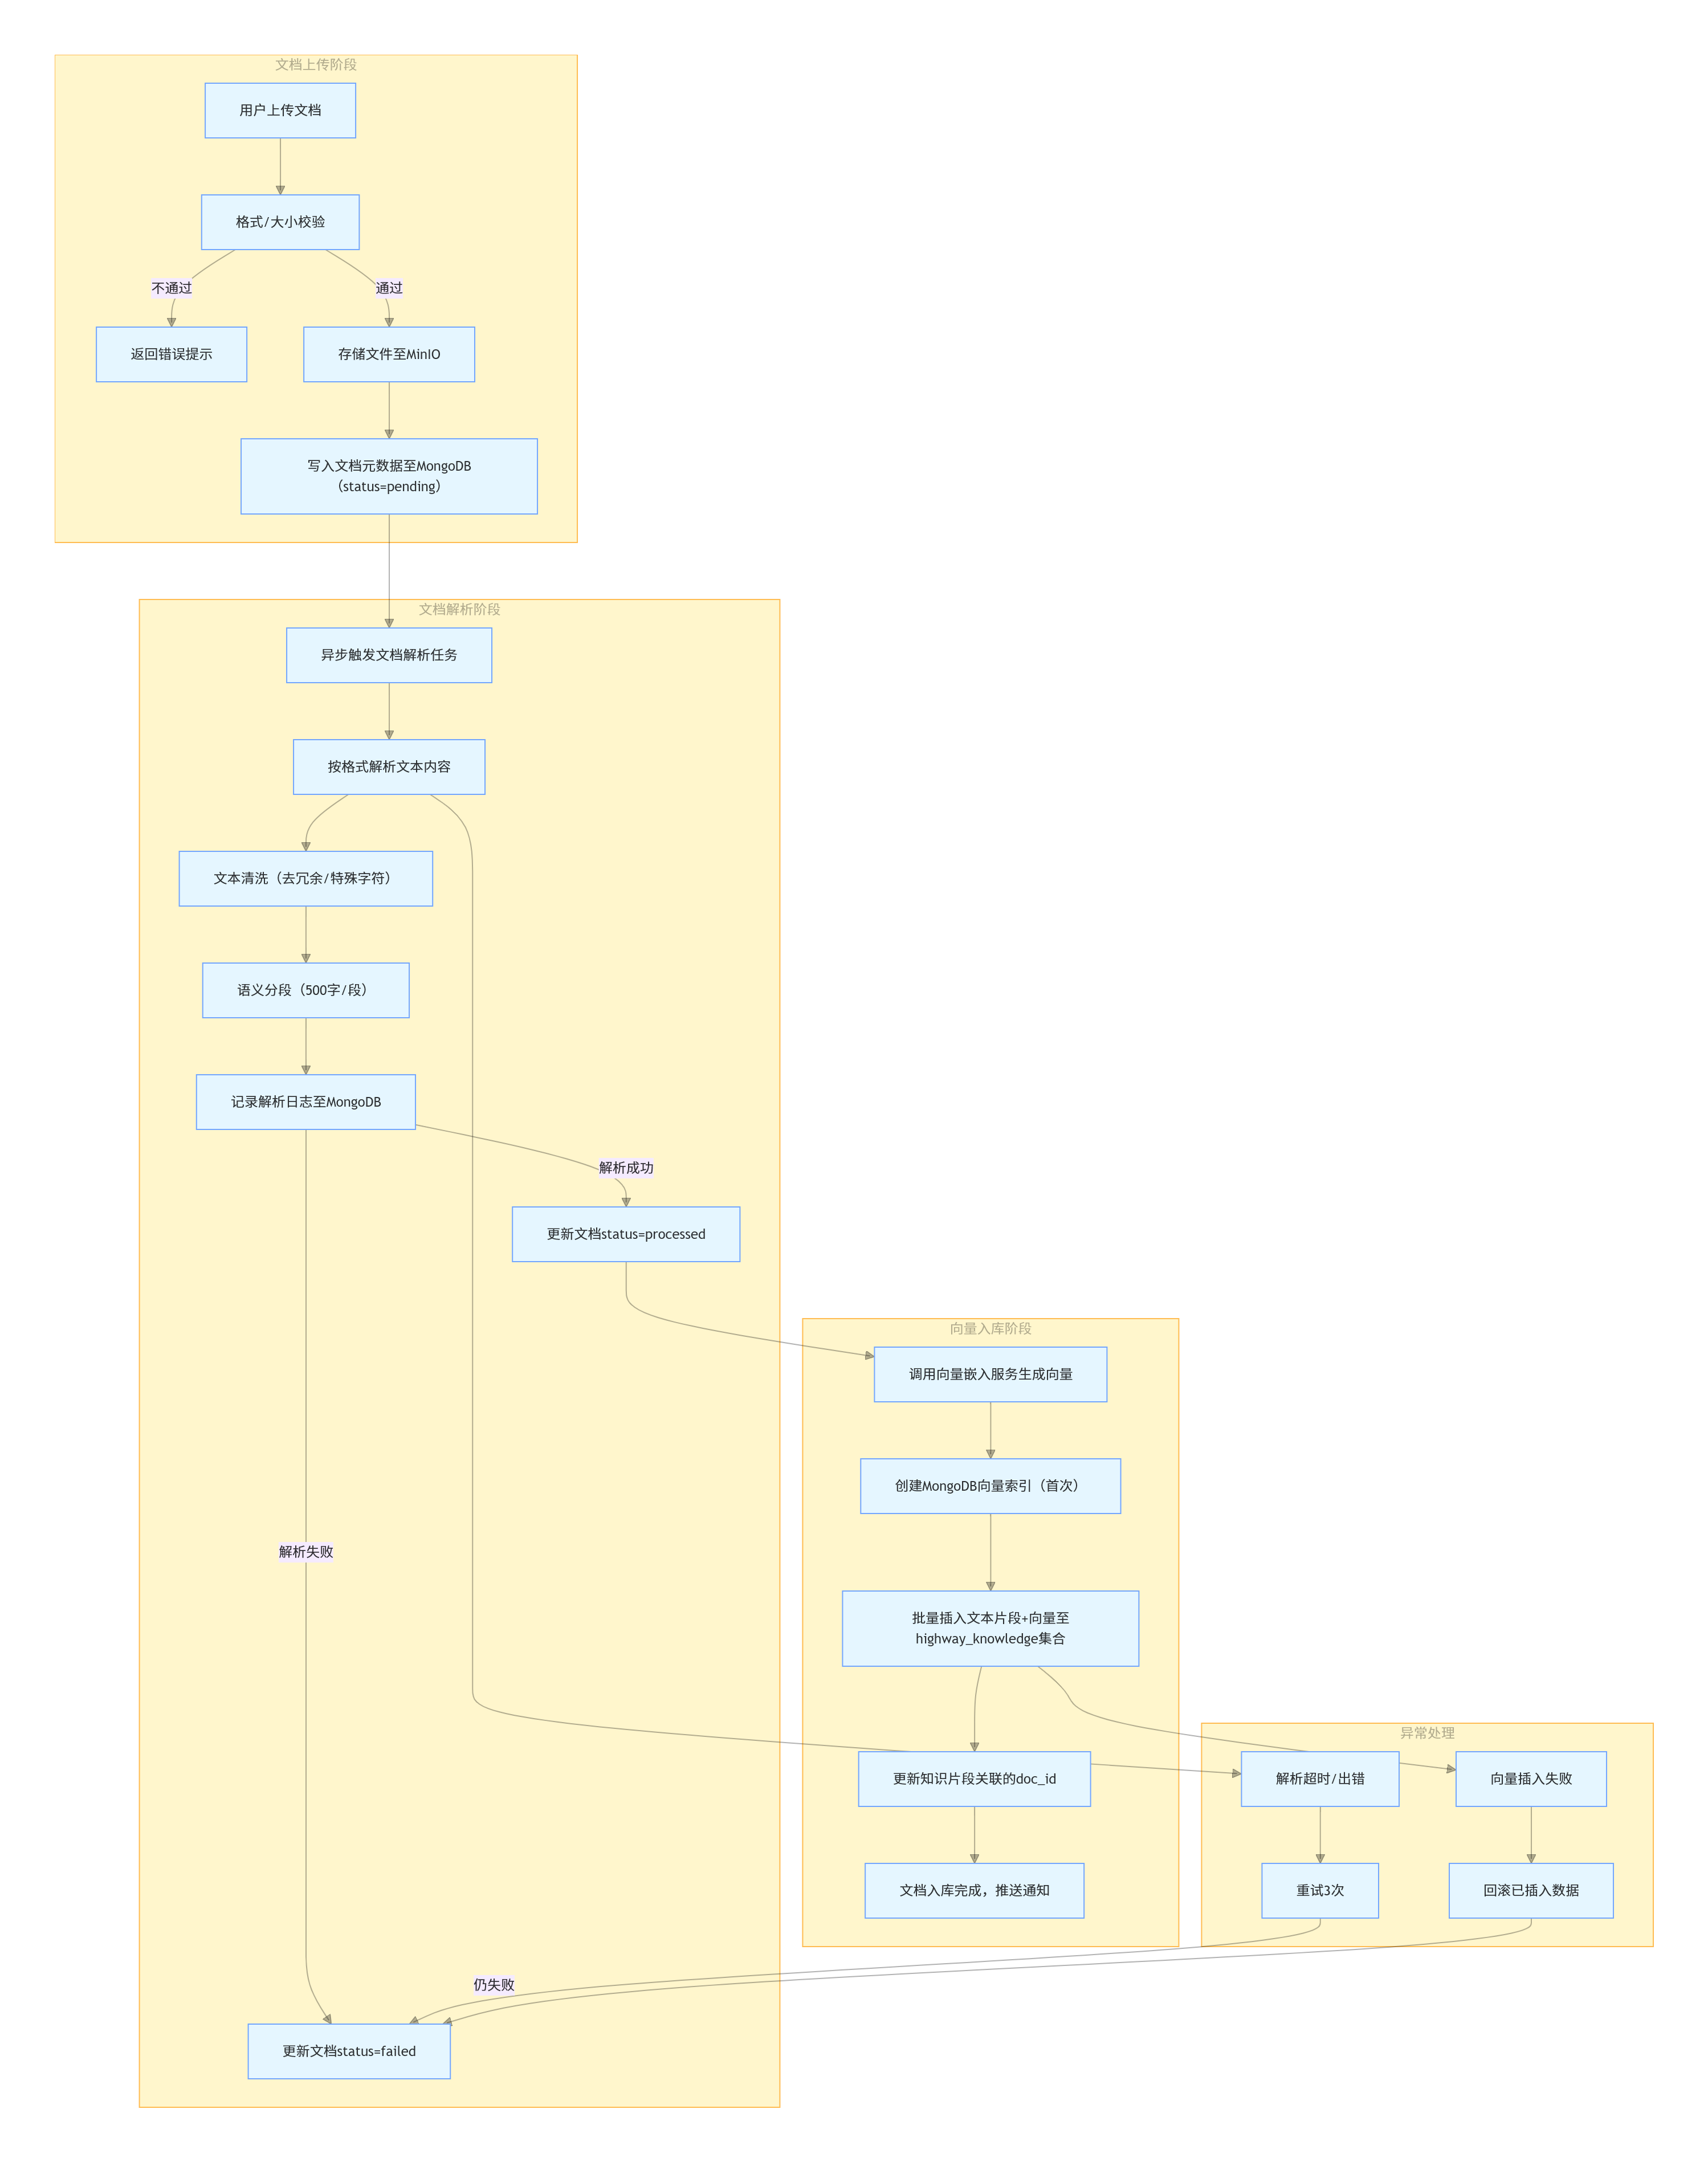 文档上传阶段
用户上传文档
格式/大小校验
不通过
通过
返回错误提示
存储文件至MinIO
写入文档元数据至MongoDB
（status=pending）
文档解析阶段
异步触发文档解析任务
按格式解析文本内容
文本清洗（去冗余/特殊字符）
语义分段（500字/段）
记录解析日志至MongoDB
解析成功
更新文档status=processed
向量入库阶段
调用向量嵌入服务生成向量
创建MongoDB向量索引（首次）
解析失败
批量插入文本片段+向量至
highway_knowledge集合
异常处理
更新知识片段关联的doc_id
解析超时/出错
向量插入失败
文档入库完成，推送通知
重试3次
回滚已插入数据
仍失败
更新文档status=failed